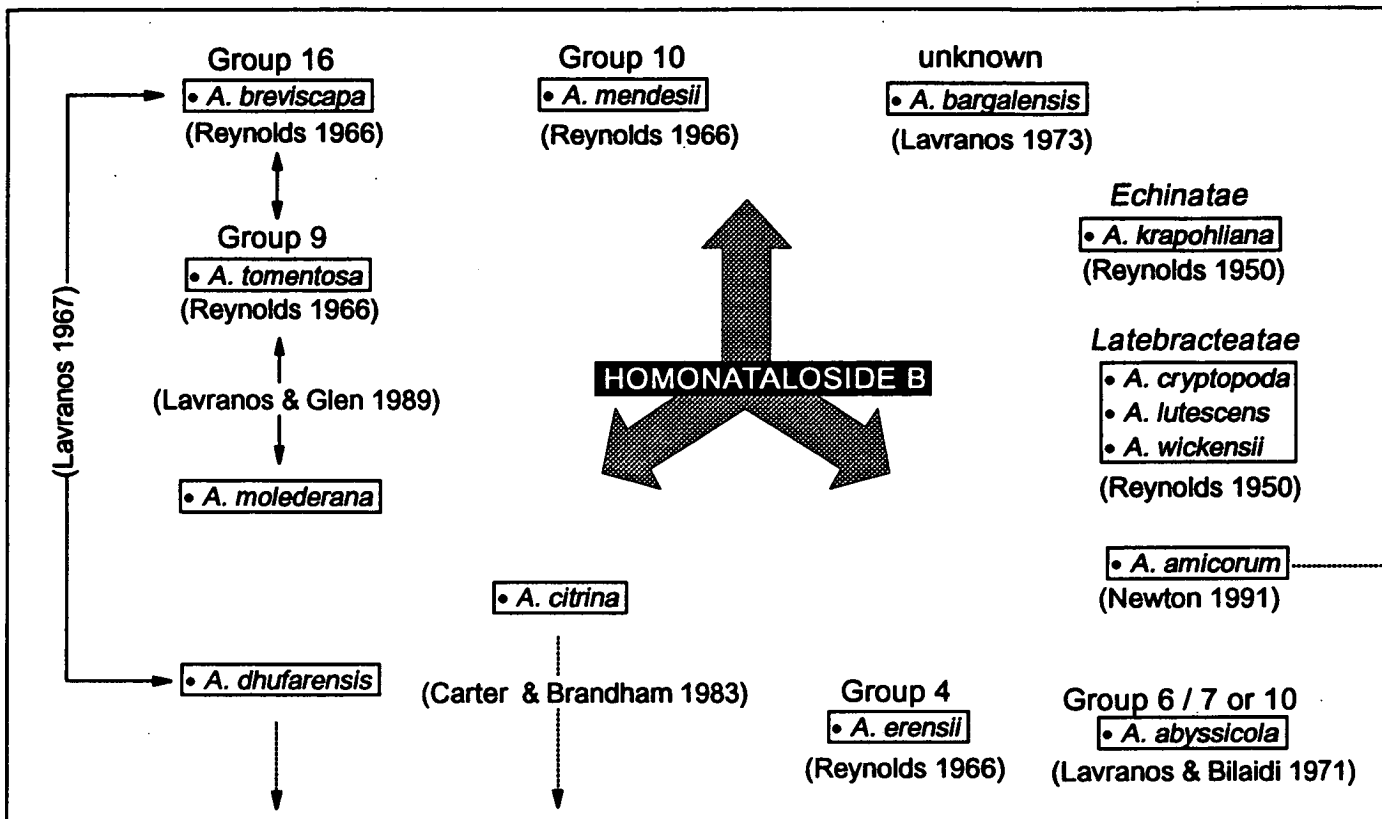 Group 16
• A. breviscapa
(Reynolds 1966)
Group 10
• A. mendesii
(Reynolds 1966)
unknown
• A. bargalensis
(Lavranos 1973)
Echinatae
• A. krapohliana
(Reynolds 1950)
Group 9
• A. tomentosa
(Reynolds 1966)
(Lavranos 1967)
(Lavranos & Glen 1989)
• A. molederana
HOMONATALOSIDE B
Latebracteatae
• A. cryptopoda
• A. lutescens
• A. wickensii
(Reynolds 1950)
• A. amicorum
(Newton 1991)
• A. citrina
(Carter & Brandham 1983)
• A. dhufarensis
Group 4
• A. erensii
(Reynolds 1966)
Group 6 / 7 or 10
• A. abyssicola
(Lavranos & Bilaidi 1971)